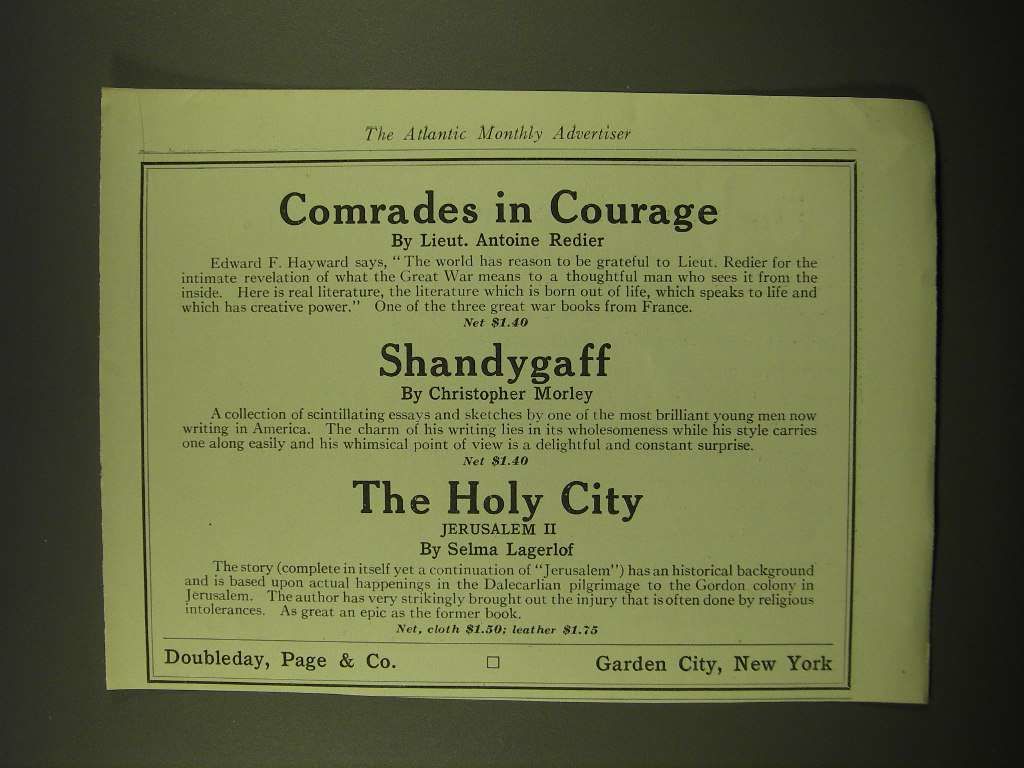 The Atlantic Monthly Advertiser
Comrades in Courage
By Lieut. Antoine Redier
Edward F. Hayward says, "The world has reason to be grateful to Lieut. Redier for the
intimate revelation of what the Great War means to a thoughtful man who sees it from the
inside. Here is real literature, the literature which is born out of life, which speaks to life and
which has creative power." One of the three great war books from France.
Net $1.40
Shandygaff
By Christopher Morley
A collection of scintillating essays and sketches by one of the most brilliant young men now
writing in America. The charm of his writing lies in its wholesomeness while his style carries
one along easily and his whimsical point of view is a delightful and constant surprise.
Net $1.40
The Holy City
JERUSALEM II
By Selma Lagerlof
The story (complete in itself yet a continuation of "Jerusalem") has an historical background
and is based upon actual happenings in the Dalecarlian pilgrimage to the Gordon colony in
Jerusalem. The author has very strikingly brought out the injury that is often done by religious
intolerances. As great an epic as the former book.
Net, cloth $1.50; leather $1.75
Doubleday, Page & Co. Garden City, New York